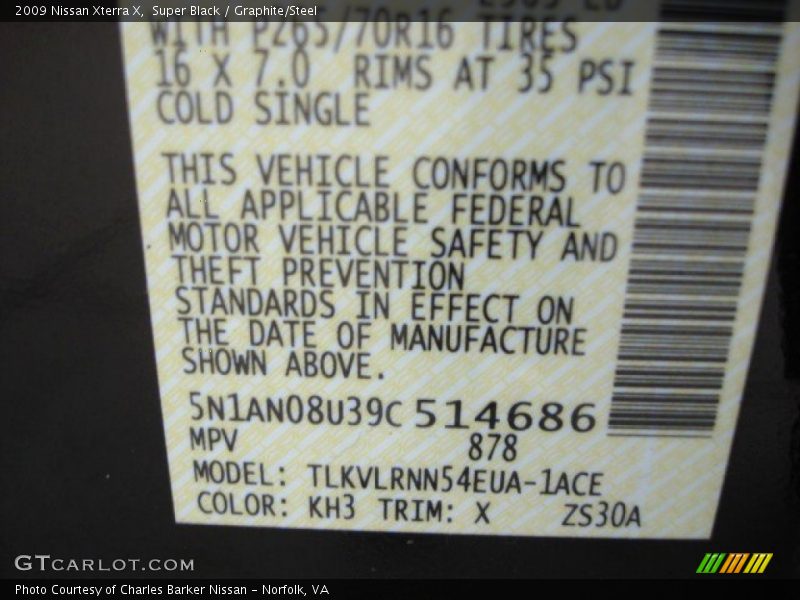 2009 Nissan Xterra X, Super Black / Graphite/Steel
WITH P265/70R16 TIRES
16 X 7.0 RIMS AT 35 PSI
COLD SINGLE
THIS VEHICLE CONFORMS TO
ALL APPLICABLE FEDERAL
MOTOR VEHICLE SAFETY AND
THEFT PREVENTION
STANDARDS IN EFFECT ON
THE DATE OF MANUFACTURE
SHOWN ABOVE.
5N1AN08U39C514686
MPV 878
MODEL: TLKVLRNN54EUA-1ACE
COLOR: KH3 TRIM: X ZS30A
GTCARLOT.COM
Photo Courtesy of Charles Barker Nissan - Norfolk, VA